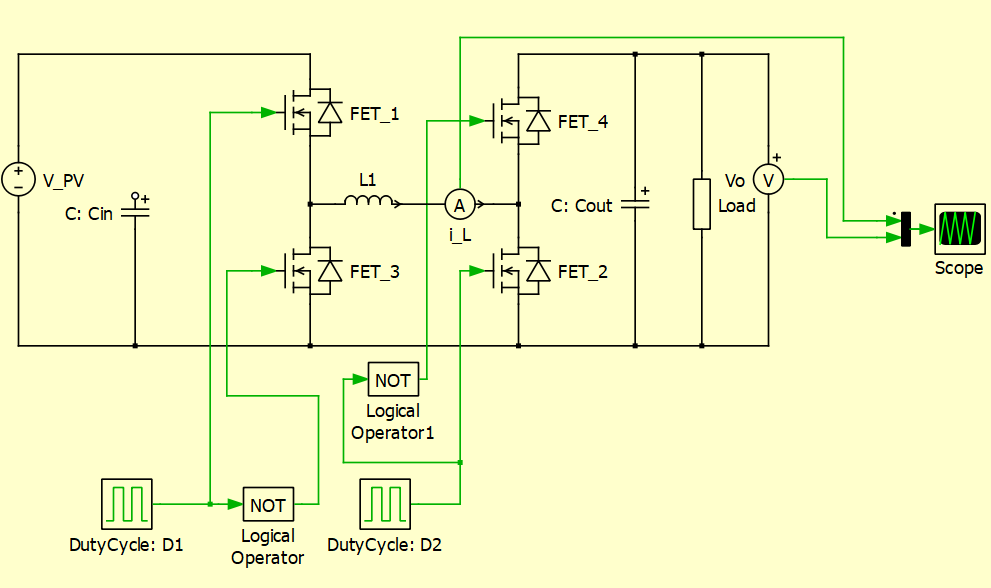 FET_1
FET_4
V_PV
L1
C: Cin
A
i_L
C: Cout
Vo
V
Load
FET_3
FET_2
Scope
NOT
Logical
Operator1
NOT
Logical
Operator
DutyCycle: D1
DutyCycle: D2